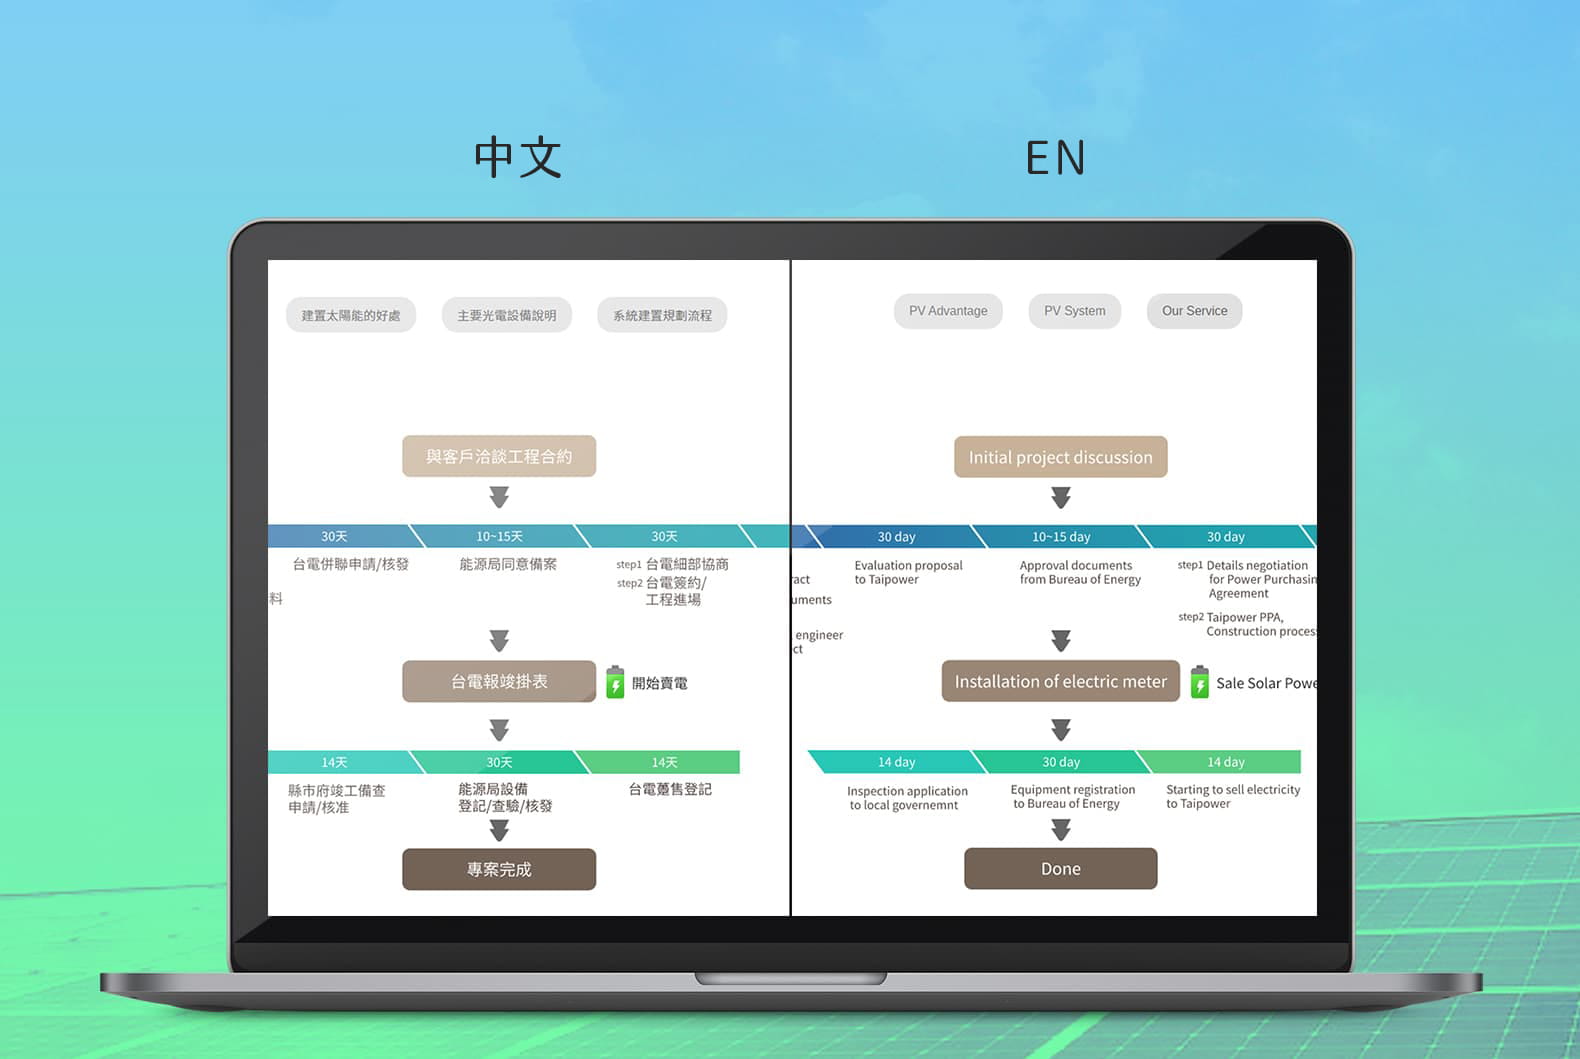 中文
EN
建置太陽能的好處
主要光電設備說明
系統建置規劃流程
與客戶洽談工程合約
30天
10~15天
30天
台電併聯申請/核發
能源局同意備案
step1 台電細部協商
step2 台電簽約/
工程進場
料
台電報竣掛表
開始賣電
14天
30天
14天
縣市府竣工備查
申請/核准
能源局設備
登記/查驗/核發
台電躉售登記
專案完成
PV Advantage
PV System
Our Service
Initial project discussion
30 day
10~15 day
30 day
ract
uments
engineer
ct
Evaluation proposal
to Taipower
Approval documents
from Bureau of Energy
step1 Details negotiation
for Power Purchasin
Agreement
step2 Taipower PPA,
Construction proces
Installation of electric meter
Sale Solar Powe
14 day
30 day
14 day
Inspection application
to local governemnt
Equipment registration
to Bureau of Energy
Starting to sell electricity
to Taipower
Done